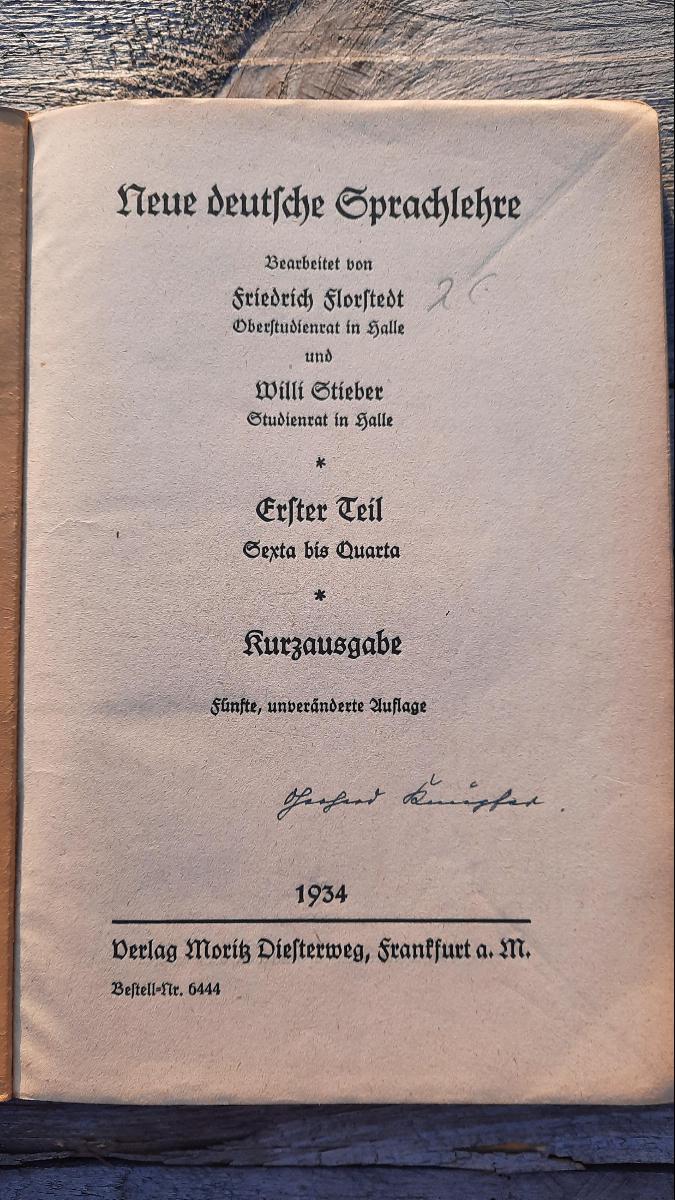 Neue deutſche Sprachlehre
Bearbeitet von
Friedrich Florſtedt
Oberſtudienrat in Halle
und
Willi Stieber
Studienrat in Halle
*
Erſter Teil
Sexta bis Quarta
*
Kurzausgabe
Fünfte, unveränderte Auflage
1934
Verlag Moritz Dieſterweg, Frankfurt a. M.
Beſtell-Nr. 6444